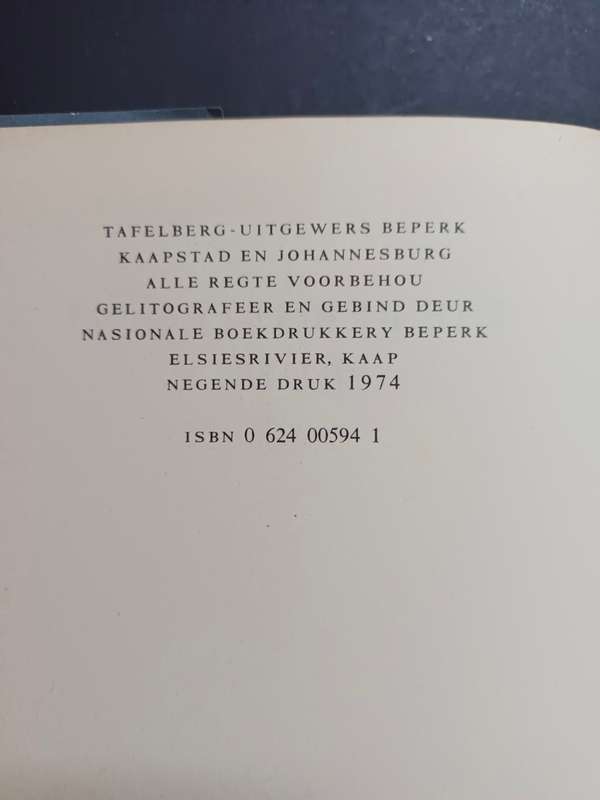 TAFELBERG-UITGEWERS BEPERK
KAAPSTAD EN JOHANNESBURG
ALLE REGTE VOORBEHOU
GELITOGRAFEER EN GEBIND DEUR
NASIONALE BOEKDRUKKERY BEPERK
ELSIESRIVIER, KAAP
NEGENDE DRUK 1974
ISBN 0 624 00594 1